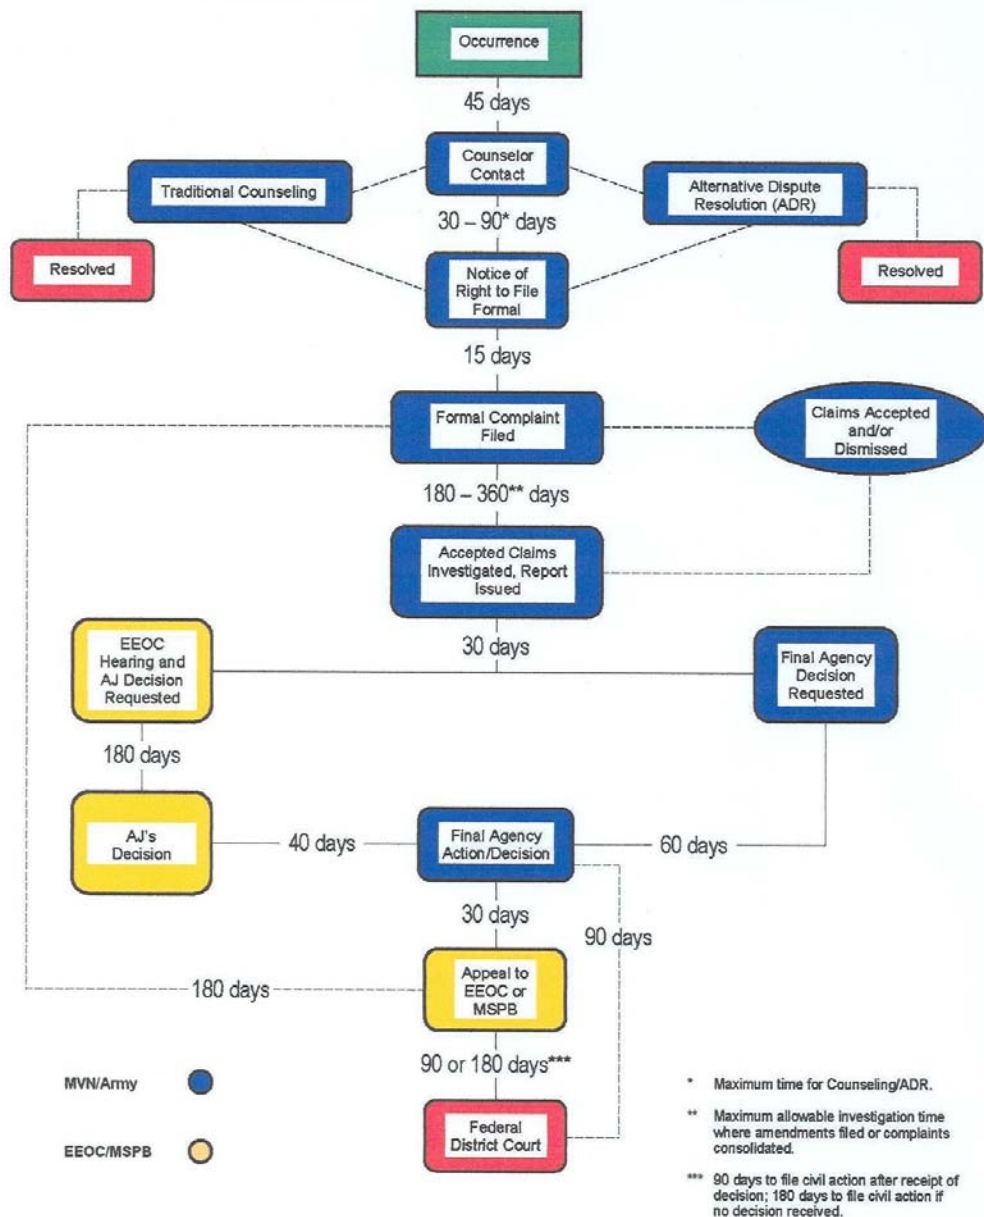 Occurrence
45 days
Counselor
Contact
Traditional Counseling
Alternative Dispute
Resolution (ADR)
30 – 90* days
Resolved
Notice of
Right to File
Formal
Resolved
15 days
Formal Complaint
Filed
Claims Accepted
and/or
Dismissed
180 – 360** days
Accepted Claims
Investigated, Report
Issued
30 days
EEOC
Hearing and
AJ Decision
Requested
Final Agency
Decision
Requested
180 days
AJ's
Decision
40 days
Final Agency
Action/Decision
60 days
30 days
90 days
180 days
Appeal to
EEOC or
MSPB
90 or 180 days***
Federal
District Court
MVN/Army
EEOC/MSPB
* Maximum time for Counseling/ADR.
** Maximum allowable investigation time
where amendments filed or complaints
consolidated.
*** 90 days to file civil action after receipt of
decision; 180 days to file civil action if
no decision received.